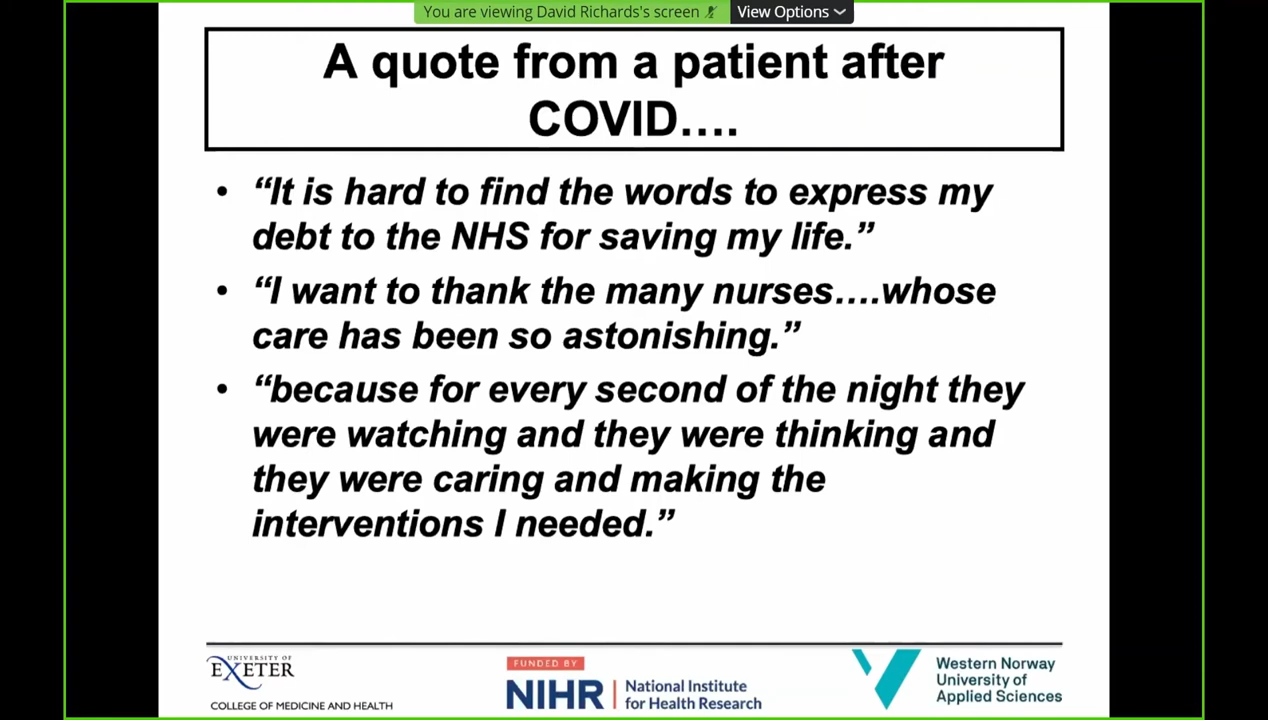 You are viewing David Richards's screen
View Options
A quote from a patient after
COVID….
• “It is hard to find the words to express my
debt to the NHS for saving my life.”
• “I want to thank the many nurses….whose
care has been so astonishing.”
• “because for every second of the night they
were watching and they were thinking and
they were caring and making the
interventions I needed.”
UNIVERSITY OF
EXETER
COLLEGE OF MEDICINE AND HEALTH
FUNDED BY
NIHR | National Institute
for Health Research
Western Norway
University of
Applied Sciences